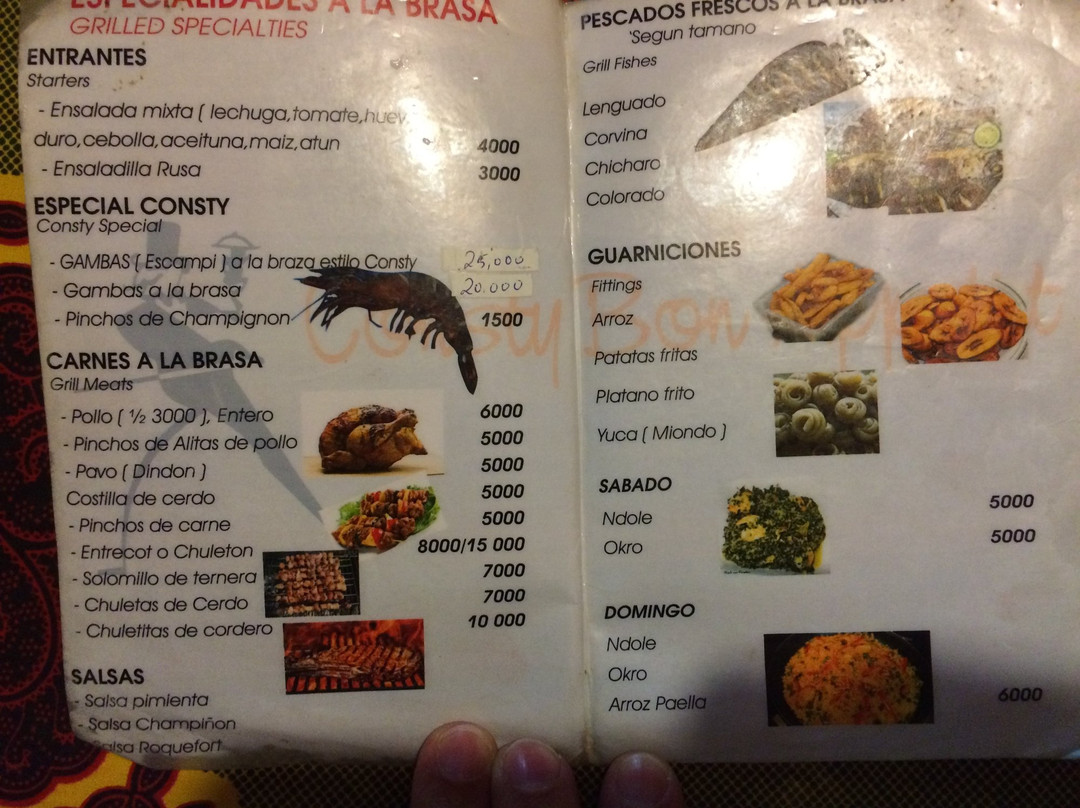 ESPECIALIDADES A LA BRASA
GRILLED SPECIALTIES
ENTRANTES
Starters
- Ensalada mixta ( lechuga,tomate,huev
duro,cebolla,aceituna,maiz,atun 4000
- Ensaladilla Rusa 3000
ESPECIAL CONSTY
Consty Special
- GAMBAS ( Escampi ) a la braza estilo Consty 25,000
- Gambas a la brasa 20.000
- Pinchos de Champignon 1500
CARNES A LA BRASA
Grill Meats
- Pollo ( ½ 3000 ), Entero 6000
- Pinchos de Alitas de pollo 5000
- Pavo ( Dindon ) 5000
Costilla de cerdo 5000
- Pinchos de carne 5000
- Entrecot o Chuleton 8000/15 000
- Solomillo de ternera 7000
- Chuletas de Cerdo 7000
- Chuletitas de cordero 10 000
SALSAS
- Salsa pimienta
- Salsa Champiñon
Salsa Roquefort
PESCADOS FRESCOS A LA BRASA
'Segun tamano
Grill Fishes
Lenguado
Corvina
Chicharo
Colorado
GUARNICIONES
Fittings
Arroz
Patatas fritas
Platano frito
Yuca ( Miondo )
SABADO
Ndole 5000
Okro 5000
DOMINGO
Ndole
Okro
Arroz Paella 6000
Consty Bon